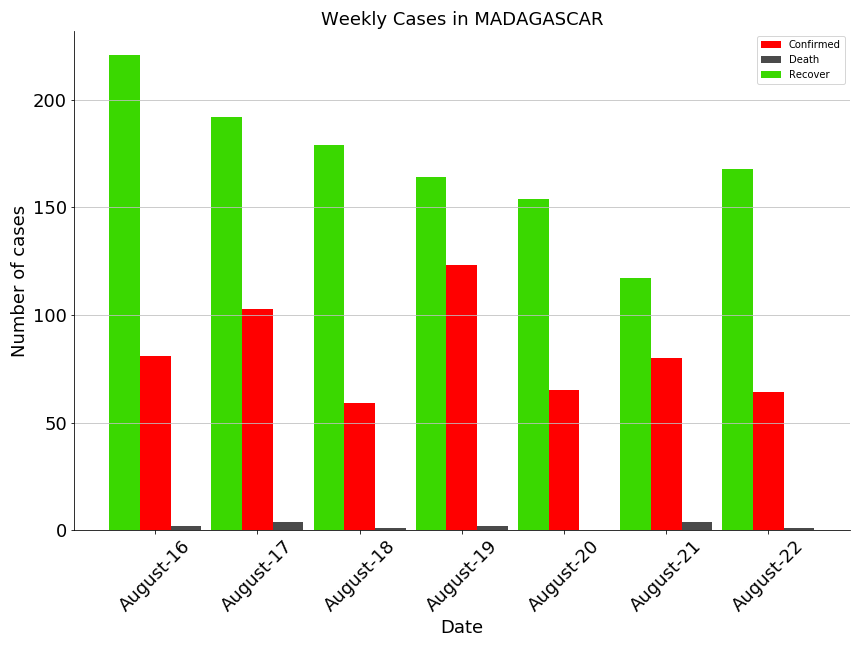 Weekly Cases in MADAGASCAR
Confirmed
Death
Recover
Number of cases
200
150
100
50
0
August-16
August-17
August-18
August-19
August-20
August-21
August-22
Date